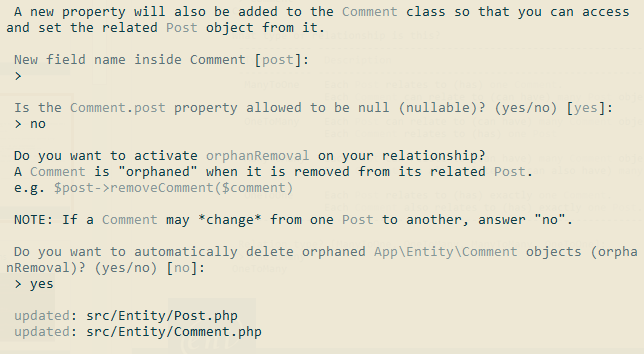 A new property will also be added to the Comment class so that you can access
and set the related Post object from it.
New field name inside Comment [post]:
>
Is the Comment.post property allowed to be null (nullable)? (yes/no) [yes]:
> no
Do you want to activate orphanRemoval on your relationship?
A Comment is "orphaned" when it is removed from its related Post.
e.g. $post->removeComment($comment)
NOTE: If a Comment may *change* from one Post to another, answer "no".
Do you want to automatically delete orphaned App\Entity\Comment objects (orpha
nRemoval)? (yes/no) [no]:
> yes
updated: src/Entity/Post.php
updated: src/Entity/Comment.php